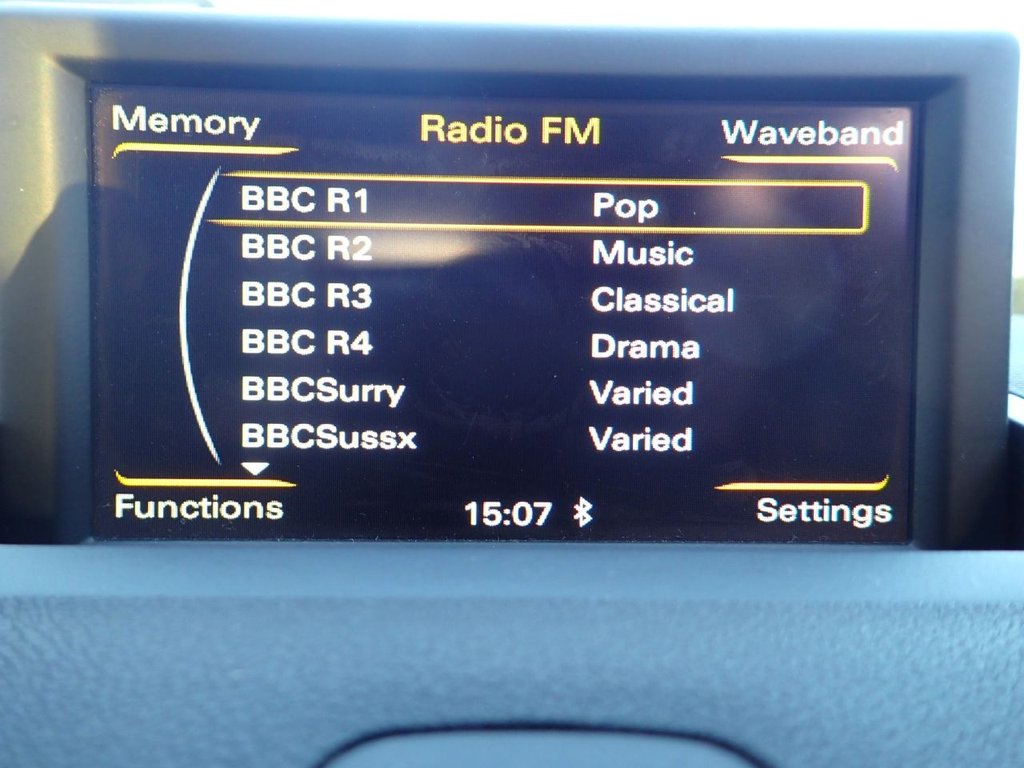 Memory Radio FM Waveband
BBC R1 Pop
BBC R2 Music
BBC R3 Classical
BBC R4 Drama
BBCSurry Varied
BBCSussx Varied
Functions 15:07 Settings